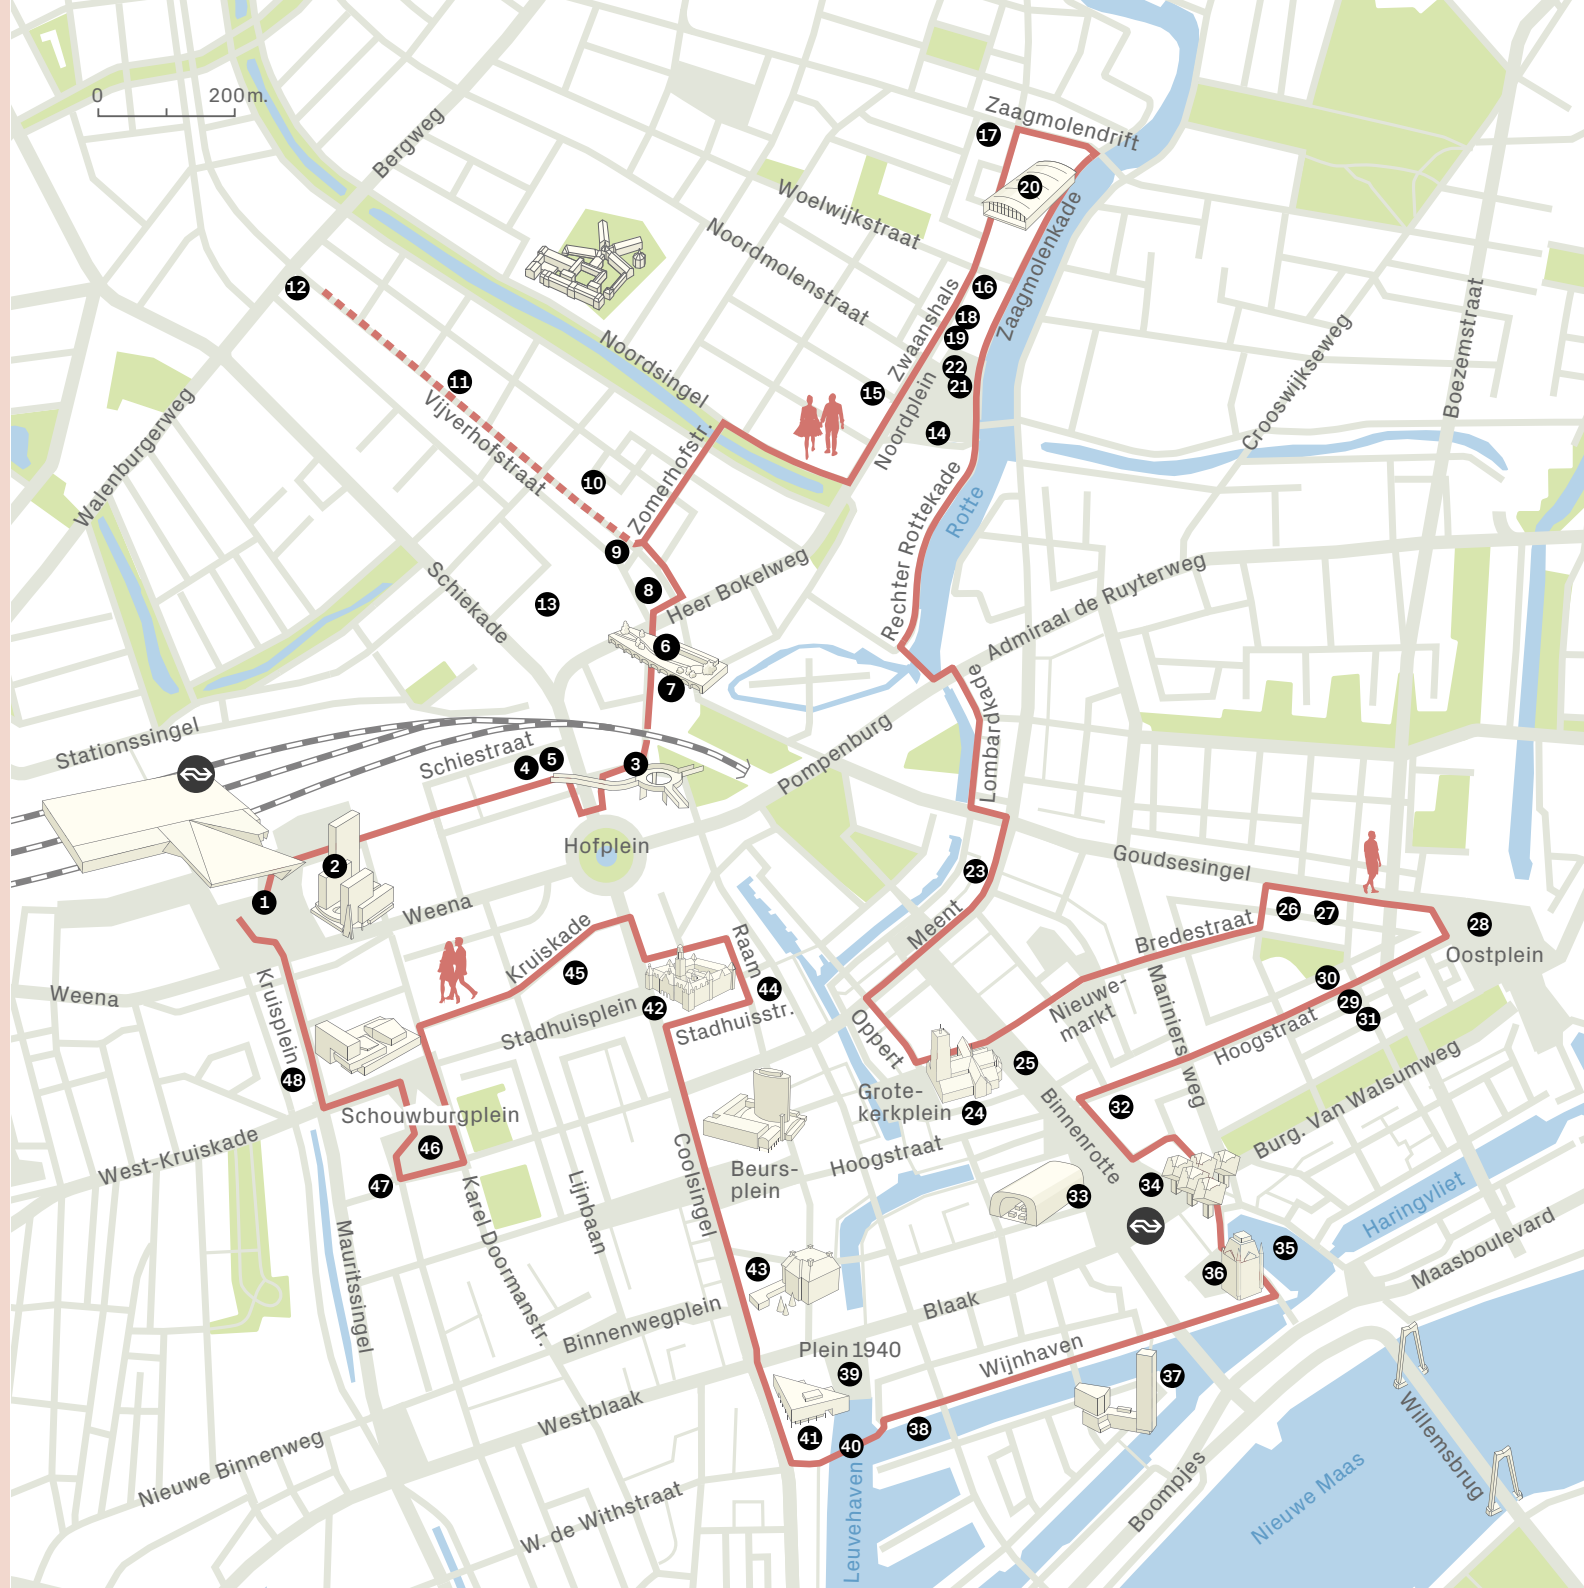 0 200 m.
Bergweg
Zaagmolendrift
17
20
Woelwijkstraat
Noordmolenstraat
Zaagmolenkade
12
16
18
19
Zwaanshals
22
21
Noordsingel
11
15
Noordplein
14
Crooswijkseweg
Boezemstraat
Walenburgerweg
Vijverhofstraat
10
Zomerhofstr.
Rechter Rottekade
Rotte
9
8
13
Schiekade
Heer Bokelweg
6
7
Admiraal de Ruyterweg
Lombardkade
Stationssingel
Schiestraat
4
5
3
Pompenburg
Hofplein
2
1
23
Goudsesingel
Weena
Kruiskade
Raam
Meent
26
27
28
Oostplein
Bredestraat
Weena
Kruisplein
45
44
42
Stadhuisplein
Stadhuisstr.
Oppert
Nieuwe-
markt
Mariniersweg
30
29
31
Hoogstraat
25
48
Grote-
kerkplein
24
Binnenrotte
32
Burg. Van Walsumweg
Schouwburgplein
46
47
West-Kruiskade
Coolsingel
Beurs-
plein
Hoogstraat
33
34
Haringvliet
Maasboulevard
35
36
Mauritssingel
Karel Doormanstr.
Lijnbaan
43
Binnenwegplein
Blaak
Plein 1940
39
Wijnhaven
37
38
40
41
Westblaak
Nieuwe Binnenweg
W. de Withstraat
Leuvehaven
Boompjes
Nieuwe Maas
Willemsbrug